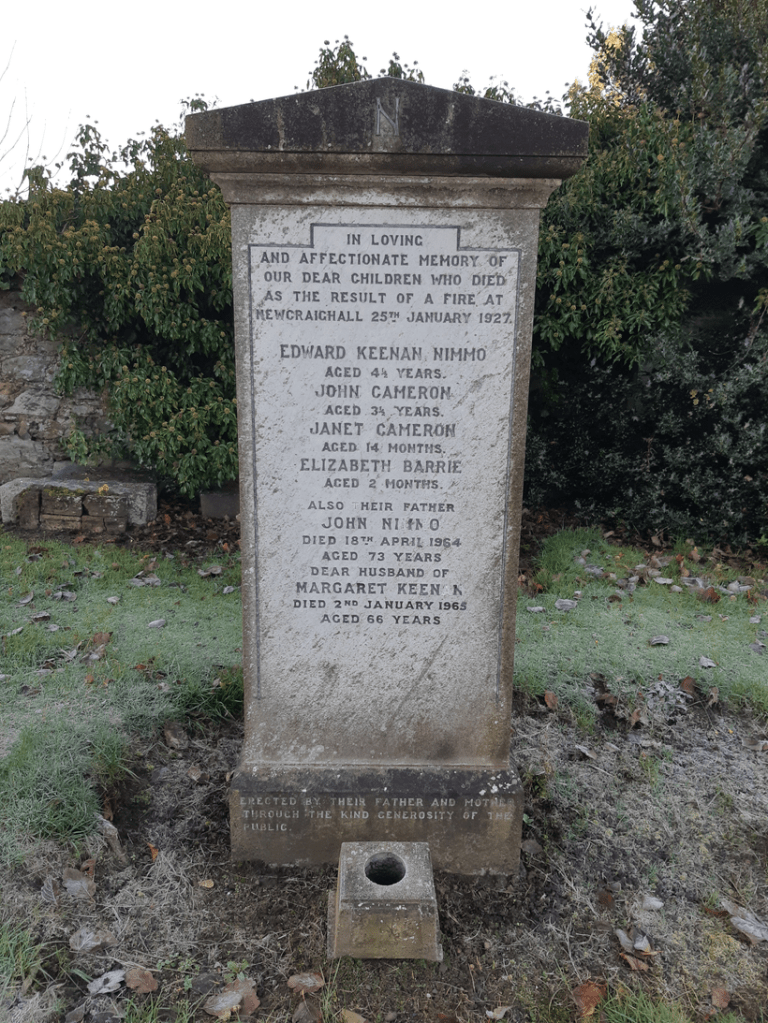 N
IN LOVING
AND AFFECTIONATE MEMORY OF
OUR DEAR CHILDREN WHO DIED
AS THE RESULT OF A FIRE AT
NEWCRAIGHALL 25TH JANUARY 1927.
EDWARD KEENAN NIMMO
AGED 4½ YEARS.
JOHN CAMERON
AGED 3½ YEARS.
JANET CAMERON
AGED 14 MONTHS.
ELIZABETH BARRIE
AGED 2 MONTHS.
ALSO THEIR FATHER
JOHN NIMMO
DIED 18TH APRIL 1964
AGED 73 YEARS
DEAR HUSBAND OF
MARGARET KEENAN
DIED 2ND JANUARY 1965
AGED 66 YEARS
ERECTED BY THEIR FATHER AND MOTHER
THROUGH THE KIND GENEROSITY OF THE
PUBLIC.